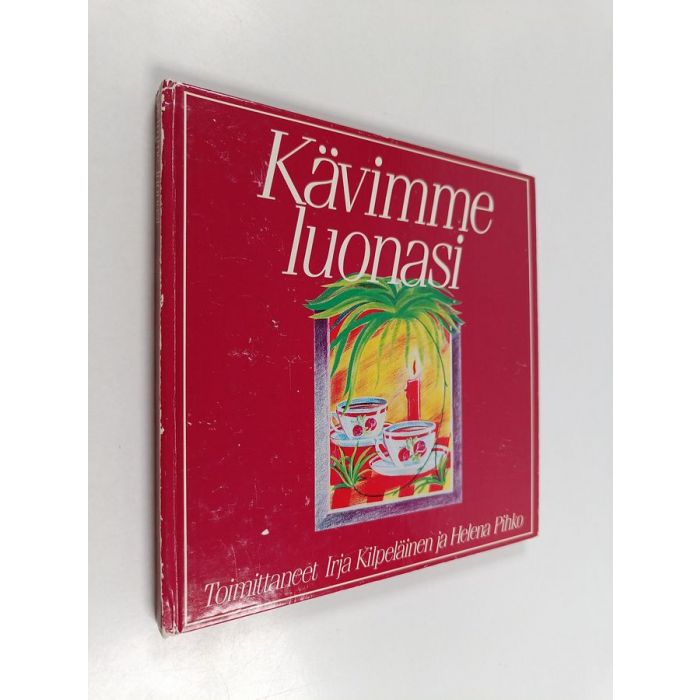 Kävimme
luonasi
Toimittaneet Irja Kilpeläinen ja Helena Pihko